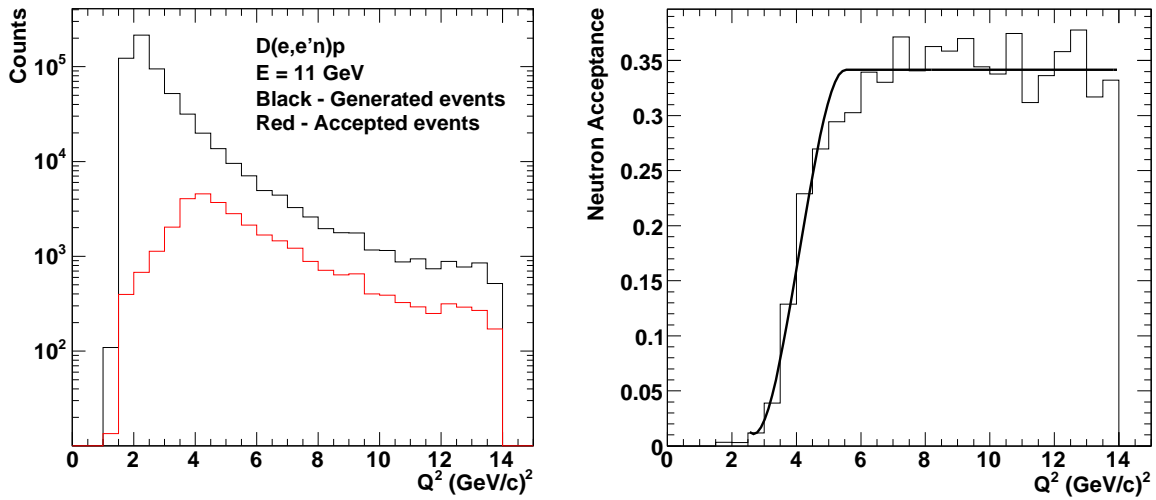 Counts
10^5
10^4
10^3
10^2
D(e,e'n)p
E = 11 GeV
Black - Generated events
Red - Accepted events
0 2 4 6 8 10 12 14
Q^2 (GeV/c)^2
Neutron Acceptance
0.35
0.3
0.25
0.2
0.15
0.1
0.05
0
0 2 4 6 8 10 12 14
Q^2 (GeV/c)^2